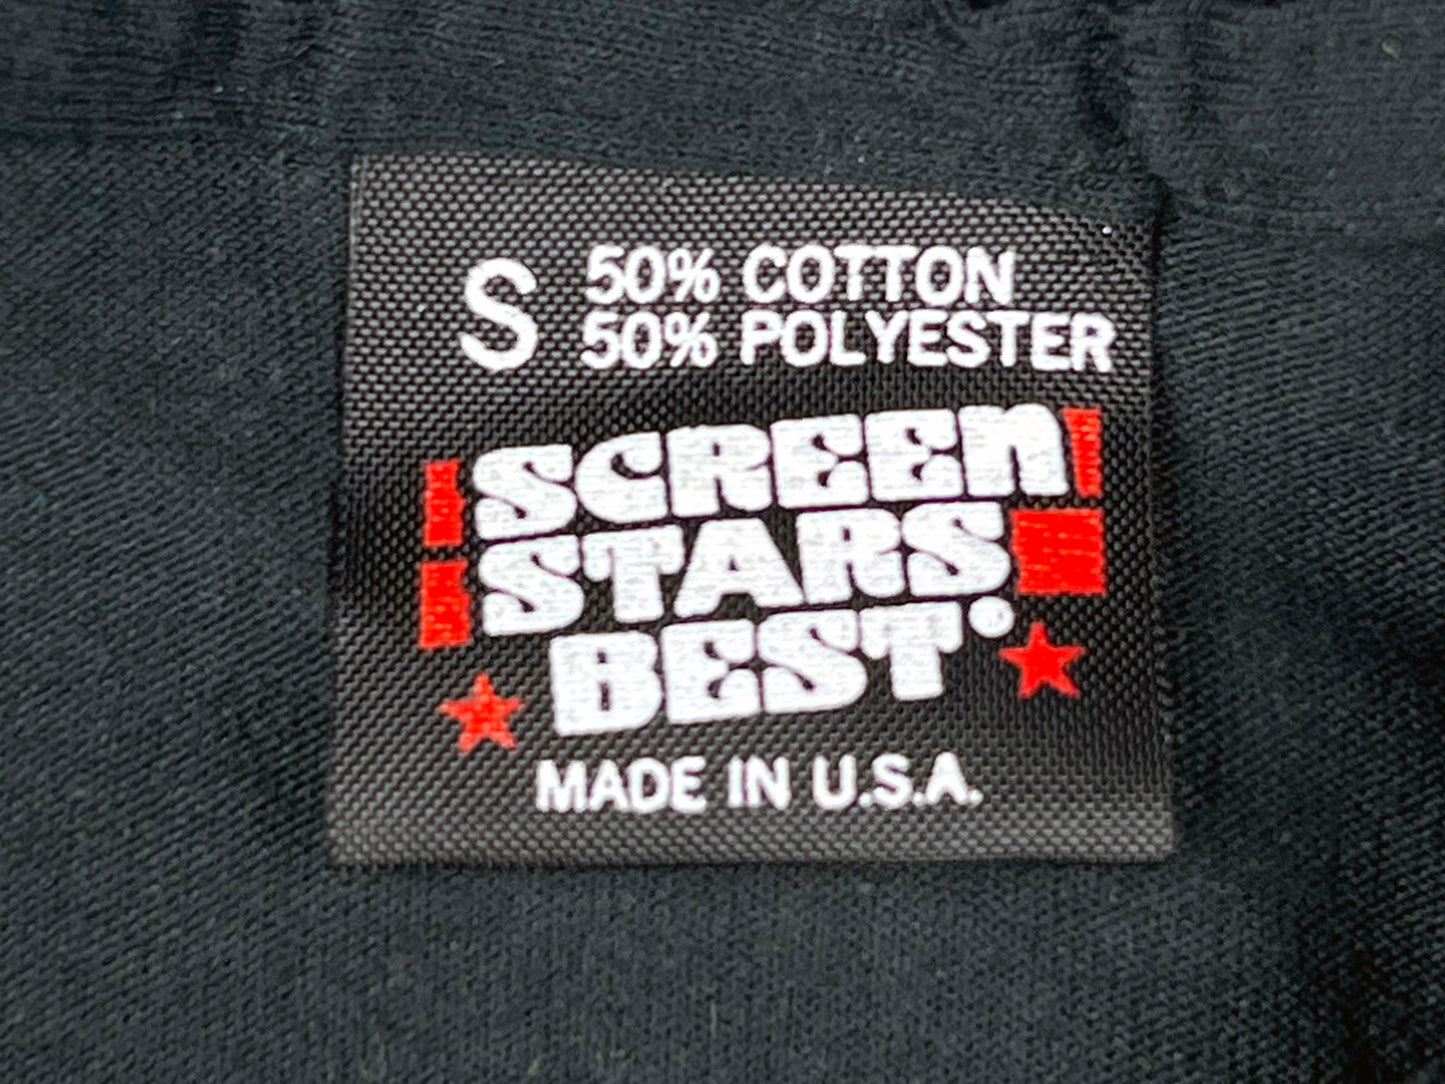 S 50% COTTON
50% POLYESTER
SCREEN
STARS
BEST
MADE IN U.S.A.